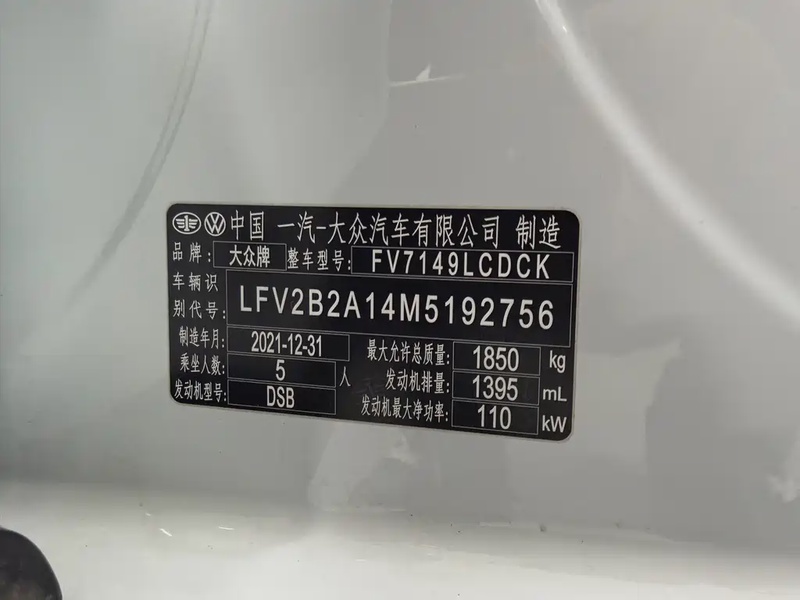 中国 一汽-大众汽车有限公司 制造
品牌: 大众牌 整车型号: FV7149LCDCK
车辆识别代号: LFV2B2A14M5192756
制造年月: 2021-12-31 最大允许总质量: 1850 kg
乘坐人数: 5 人 发动机排量: 1395 mL
发动机型号: DSB 发动机最大净功率: 110 kW